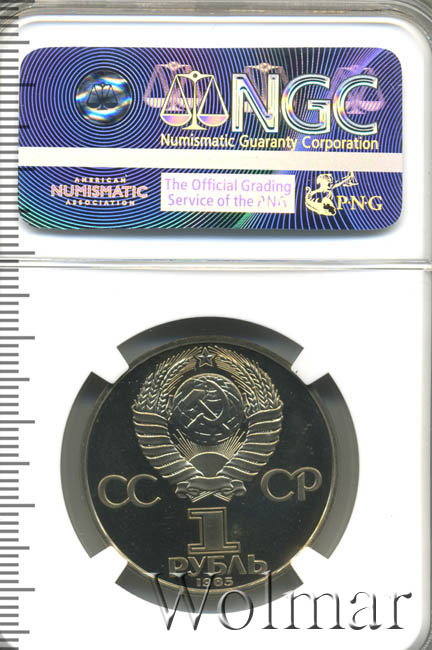 NGC
Numismatic Guaranty Corporation
AMERICAN
NUMISMATIC
ASSOCIATION
The Official Grading
Service of the PNG
PNG
СС СР
1
РУБЛЬ
1985
Wolmar